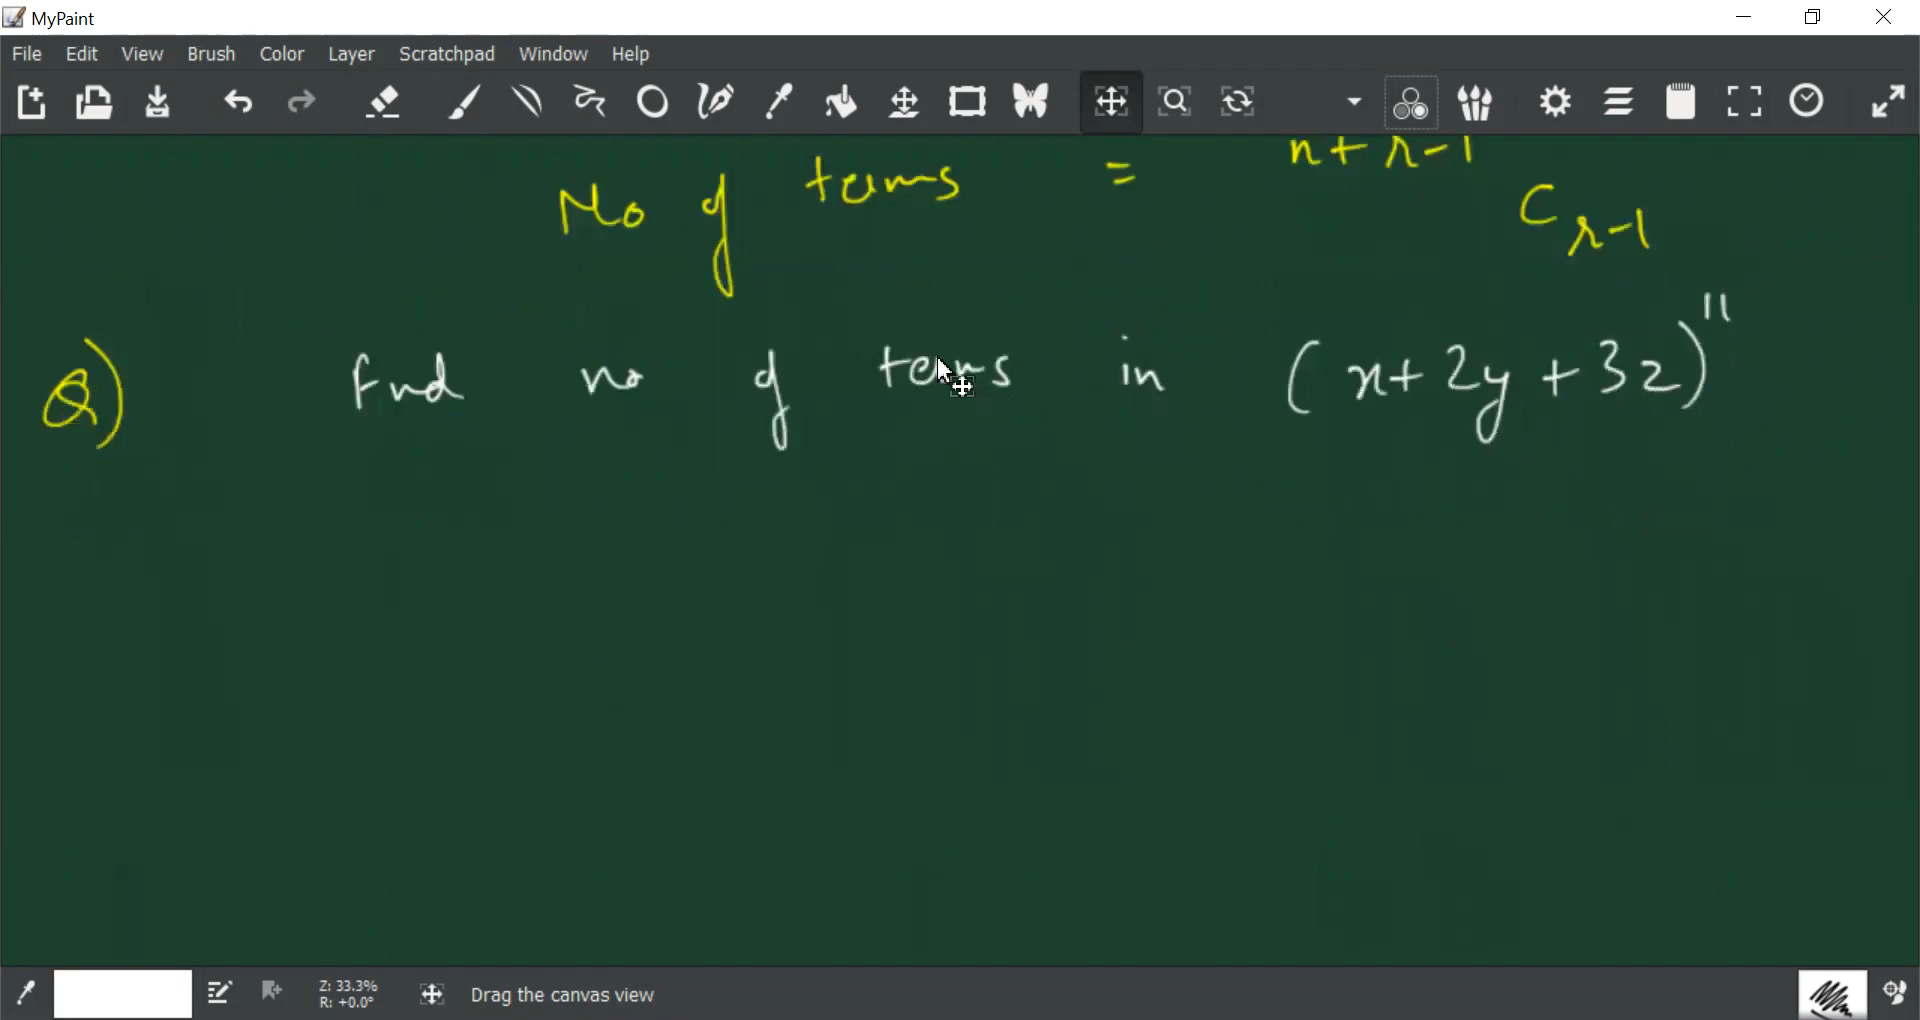 MyPaint
File Edit View Brush Color Layer Scratchpad Window Help
No of terms = n+r-1 C r-1
Q) Find no of terms in (x+2y+3z)^11
Z: 33.3%
R: +0.0°
Drag the canvas view